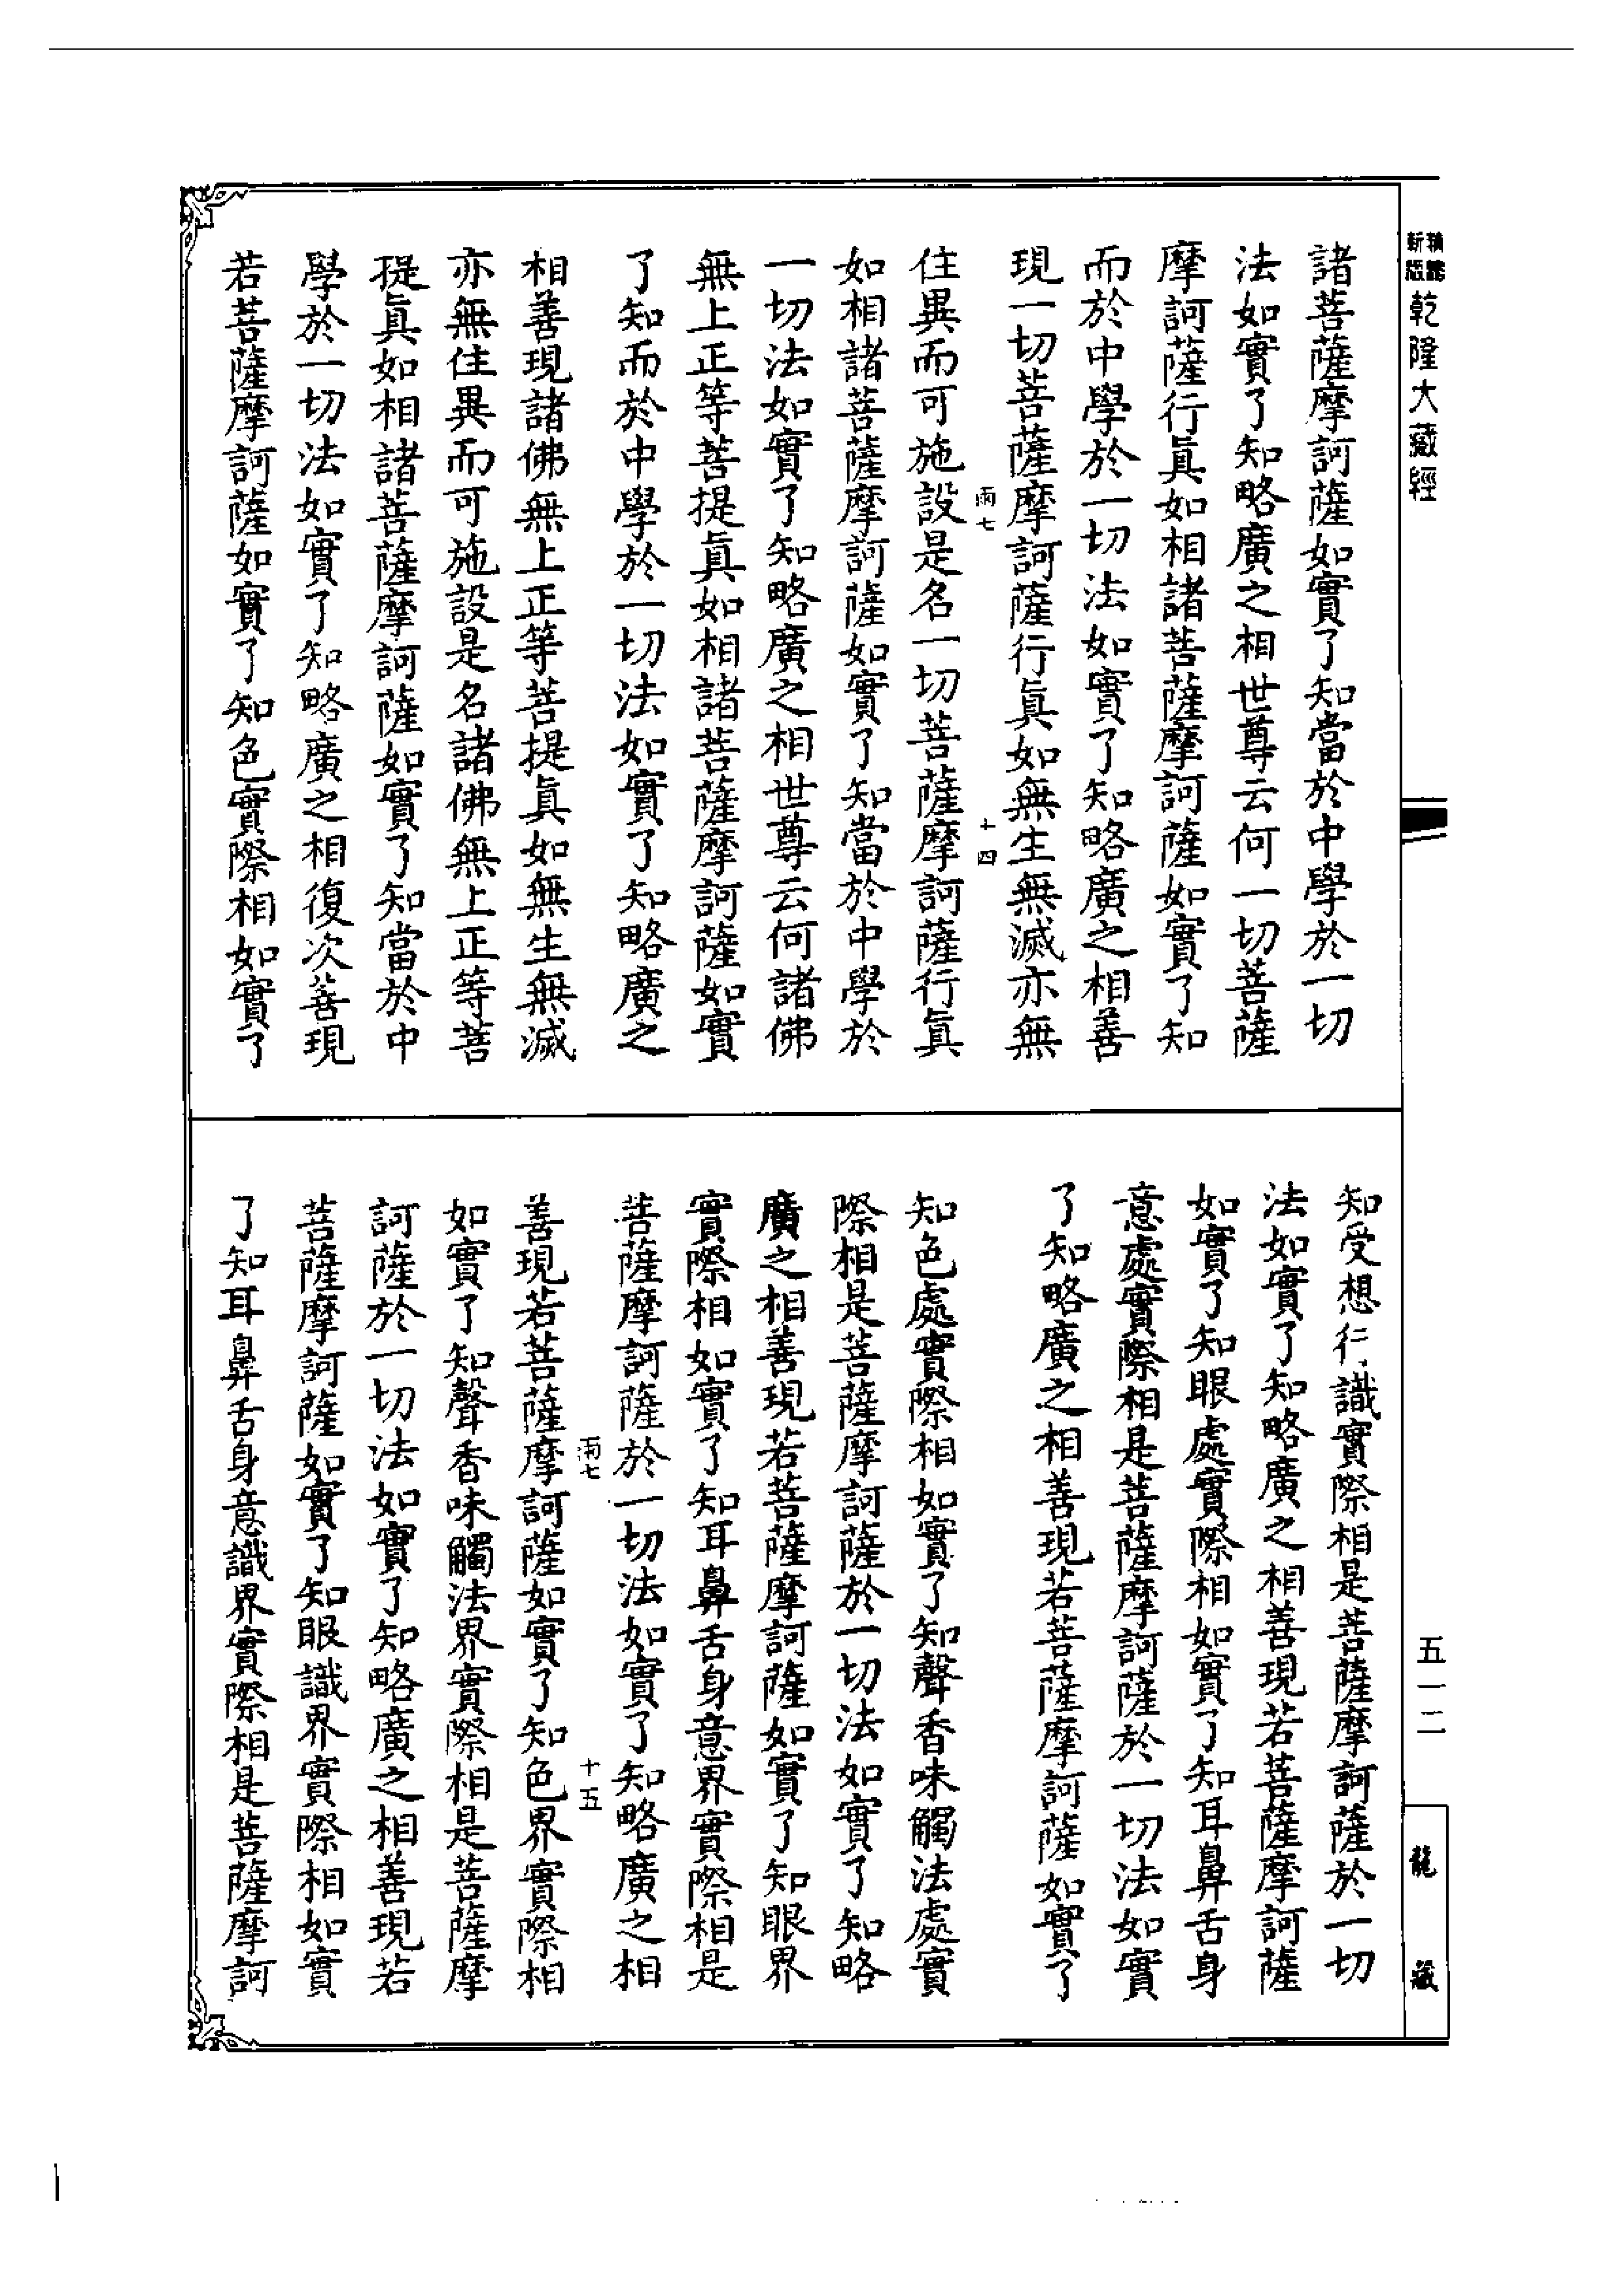 乾隆大藏經
諸菩薩摩訶薩如實了知當於中學於一切
法如實了知略廣之相世尊云何一切菩薩
摩訶薩行眞如相諸菩薩摩訶薩如實了知
而於中學於一切法如實了知略廣之相善
現一切菩薩摩訶薩行眞如無生無滅亦無
雨七 十四
住異而可施設是名一切菩薩摩訶薩行眞
如相諸菩薩摩訶薩如實了知當於中學於
一切法如實了知略廣之相世尊云何諸佛
無上正等菩提眞如相諸菩薩摩訶薩如實
了知而於中學於一切法如實了知略廣之
相善現諸佛無上正等菩提眞如無生無滅
亦無住異而可施設是名諸佛無上正等菩
提眞如相諸菩薩摩訶薩如實了知當於中
學於一切法如實了知略廣之相復次善現
若菩薩摩訶薩如實了知色實際相如實了
知受想行識實際相是菩薩摩訶薩於一切
法如實了知略廣之相善現若菩薩摩訶薩
如實了知眼處實際相如實了知耳鼻舌身
意處實際相是菩薩摩訶薩於一切法如實
了知略廣之相善現若菩薩摩訶薩如實了
知色處實際相如實了知聲香味觸法處實
際相是菩薩摩訶薩於一切法如實了知略
廣之相善現若菩薩摩訶薩如實了知眼界
實際相如實了知耳鼻舌身意界實際相是
菩薩摩訶薩於一切法如實了知略廣之相
雨七 十五
善現若菩薩摩訶薩如實了知色界實際相
如實了知聲香味觸法界實際相是菩薩摩
訶薩於一切法如實了知略廣之相善現若
菩薩摩訶薩如實了知眼識界實際相如實
了知耳鼻舌身意識界實際相是菩薩摩訶
五一二
龍藏